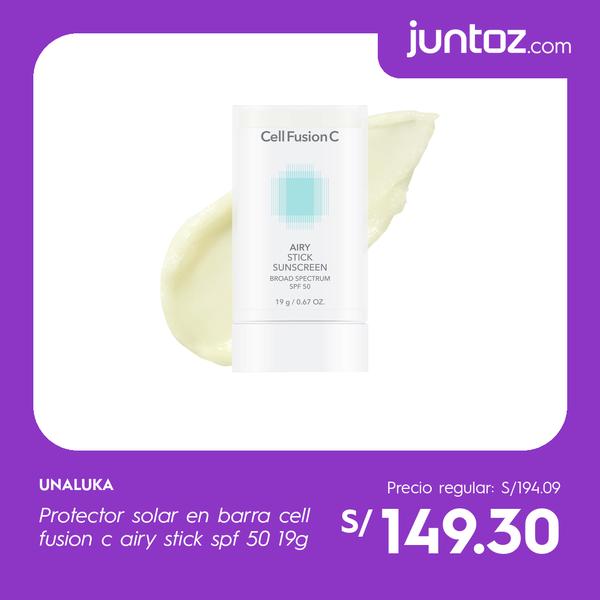 juntoz.com
Cell Fusion C
AIRY
STICK
SUNSCREEN
BROAD SPECTRUM
SPF 50
19 g / 0.67 OZ.
UNALUKA
Protector solar en barra cell
fusion c airy stick spf 50 19g
Precio regular: S/194.09
S/149.30